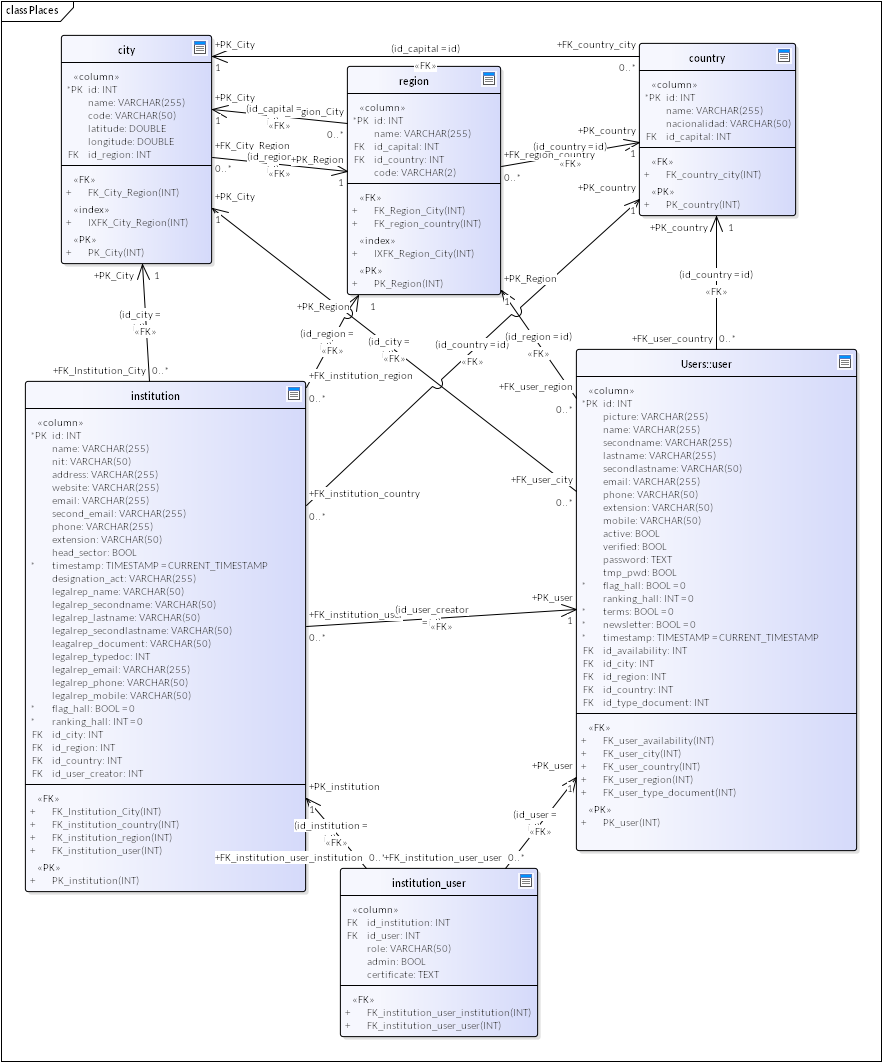 class Places
city
«column»
*PK id: INT
name: VARCHAR(255)
code: VARCHAR(50)
latitude: DOUBLE
longitude: DOUBLE
FK id_region: INT
«FK»
+ FK_City_Region(INT)
«index»
+ IXFK_City_Region(INT)
«PK»
+ PK_City(INT)
+PK_City
1
(id_capital = id)
«FK»
+FK_country_city
0..*
region
«column»
*PK id: INT
name: VARCHAR(255)
FK id_capital: INT
FK id_country: INT
code: VARCHAR(2)
«FK»
+ FK_Region_City(INT)
+ FK_region_country(INT)
«index»
+ IXFK_Region_City(INT)
«PK»
+ PK_Region(INT)
country
«column»
*PK id: INT
name: VARCHAR(255)
nacionalidad: VARCHAR(50)
FK id_capital: INT
«FK»
+ FK_country_city(INT)
«PK»
+ PK_country(INT)
+PK_City
1
(id_capital =
«FK»
gion_City
0..*
+FK_City_Region
0..*
(id_region
«FK»
+PK_Region
1
+PK_City
1
+PK_country
1
(id_country = id)
«FK»
+FK_region_country
0..*
+PK_country
1
+PK_City 1
(id_city =
«FK»
+FK_Institution_City 0..*
+PK_Region
1
(id_region =
«FK»
+FK_institution_region
0..*
(id_city =
«FK»
(id_country = id)
«FK»
+PK_Region
1
(id_region = id)
«FK»
+FK_user_region
0..*
+PK_country 1
(id_country = id)
«FK»
+FK_user_country 0..*
+FK_user_city
0..*
+FK_institution_country
0..*
institution
«column»
*PK id: INT
name: VARCHAR(255)
nit: VARCHAR(50)
address: VARCHAR(255)
website: VARCHAR(255)
email: VARCHAR(255)
second_email: VARCHAR(255)
phone: VARCHAR(255)
extension: VARCHAR(50)
head_sector: BOOL
* timestamp: TIMESTAMP = CURRENT_TIMESTAMP
designation_act: VARCHAR(255)
legalrep_name: VARCHAR(50)
legalrep_secondname: VARCHAR(50)
legalrep_lastname: VARCHAR(50)
legalrep_secondlastname: VARCHAR(50)
leagalrep_document: VARCHAR(50)
legalrep_typedoc: INT
legalrep_email: VARCHAR(255)
legalrep_phone: VARCHAR(50)
legalrep_mobile: VARCHAR(50)
* flag_hall: BOOL = 0
* ranking_hall: INT = 0
FK id_city: INT
FK id_region: INT
FK id_country: INT
FK id_user_creator: INT
«FK»
+ FK_Institution_City(INT)
+ FK_institution_country(INT)
+ FK_institution_region(INT)
+ FK_institution_user(INT)
«PK»
+ PK_institution(INT)
Users::user
«column»
*PK id: INT
picture: VARCHAR(255)
name: VARCHAR(255)
secondname: VARCHAR(255)
lastname: VARCHAR(255)
secondlastname: VARCHAR(50)
email: VARCHAR(255)
phone: VARCHAR(50)
extension: VARCHAR(50)
mobile: VARCHAR(50)
active: BOOL
verified: BOOL
password: TEXT
tmp_pwd: BOOL
* flag_hall: BOOL = 0
ranking_hall: INT = 0
* terms: BOOL = 0
* newsletter: BOOL = 0
* timestamp: TIMESTAMP = CURRENT_TIMESTAMP
FK id_availability: INT
FK id_city: INT
FK id_region: INT
FK id_country: INT
FK id_type_document: INT
«FK»
+ FK_user_availability(INT)
+ FK_user_city(INT)
+ FK_user_country(INT)
+ FK_user_region(INT)
+ FK_user_type_document(INT)
«PK»
+ PK_user(INT)
+FK_institution_user
0..*
(id_user_creator
=
«FK»
+PK_user
1
+PK_institution
1
(id_institution =
«FK»
+FK_institution_user_institution 0..*
+PK_user
1
(id_user =
«FK»
+FK_institution_user_user 0..*
institution_user
«column»
FK id_institution: INT
FK id_user: INT
role: VARCHAR(50)
admin: BOOL
certificate: TEXT
«FK»
+ FK_institution_user_institution(INT)
+ FK_institution_user_user(INT)